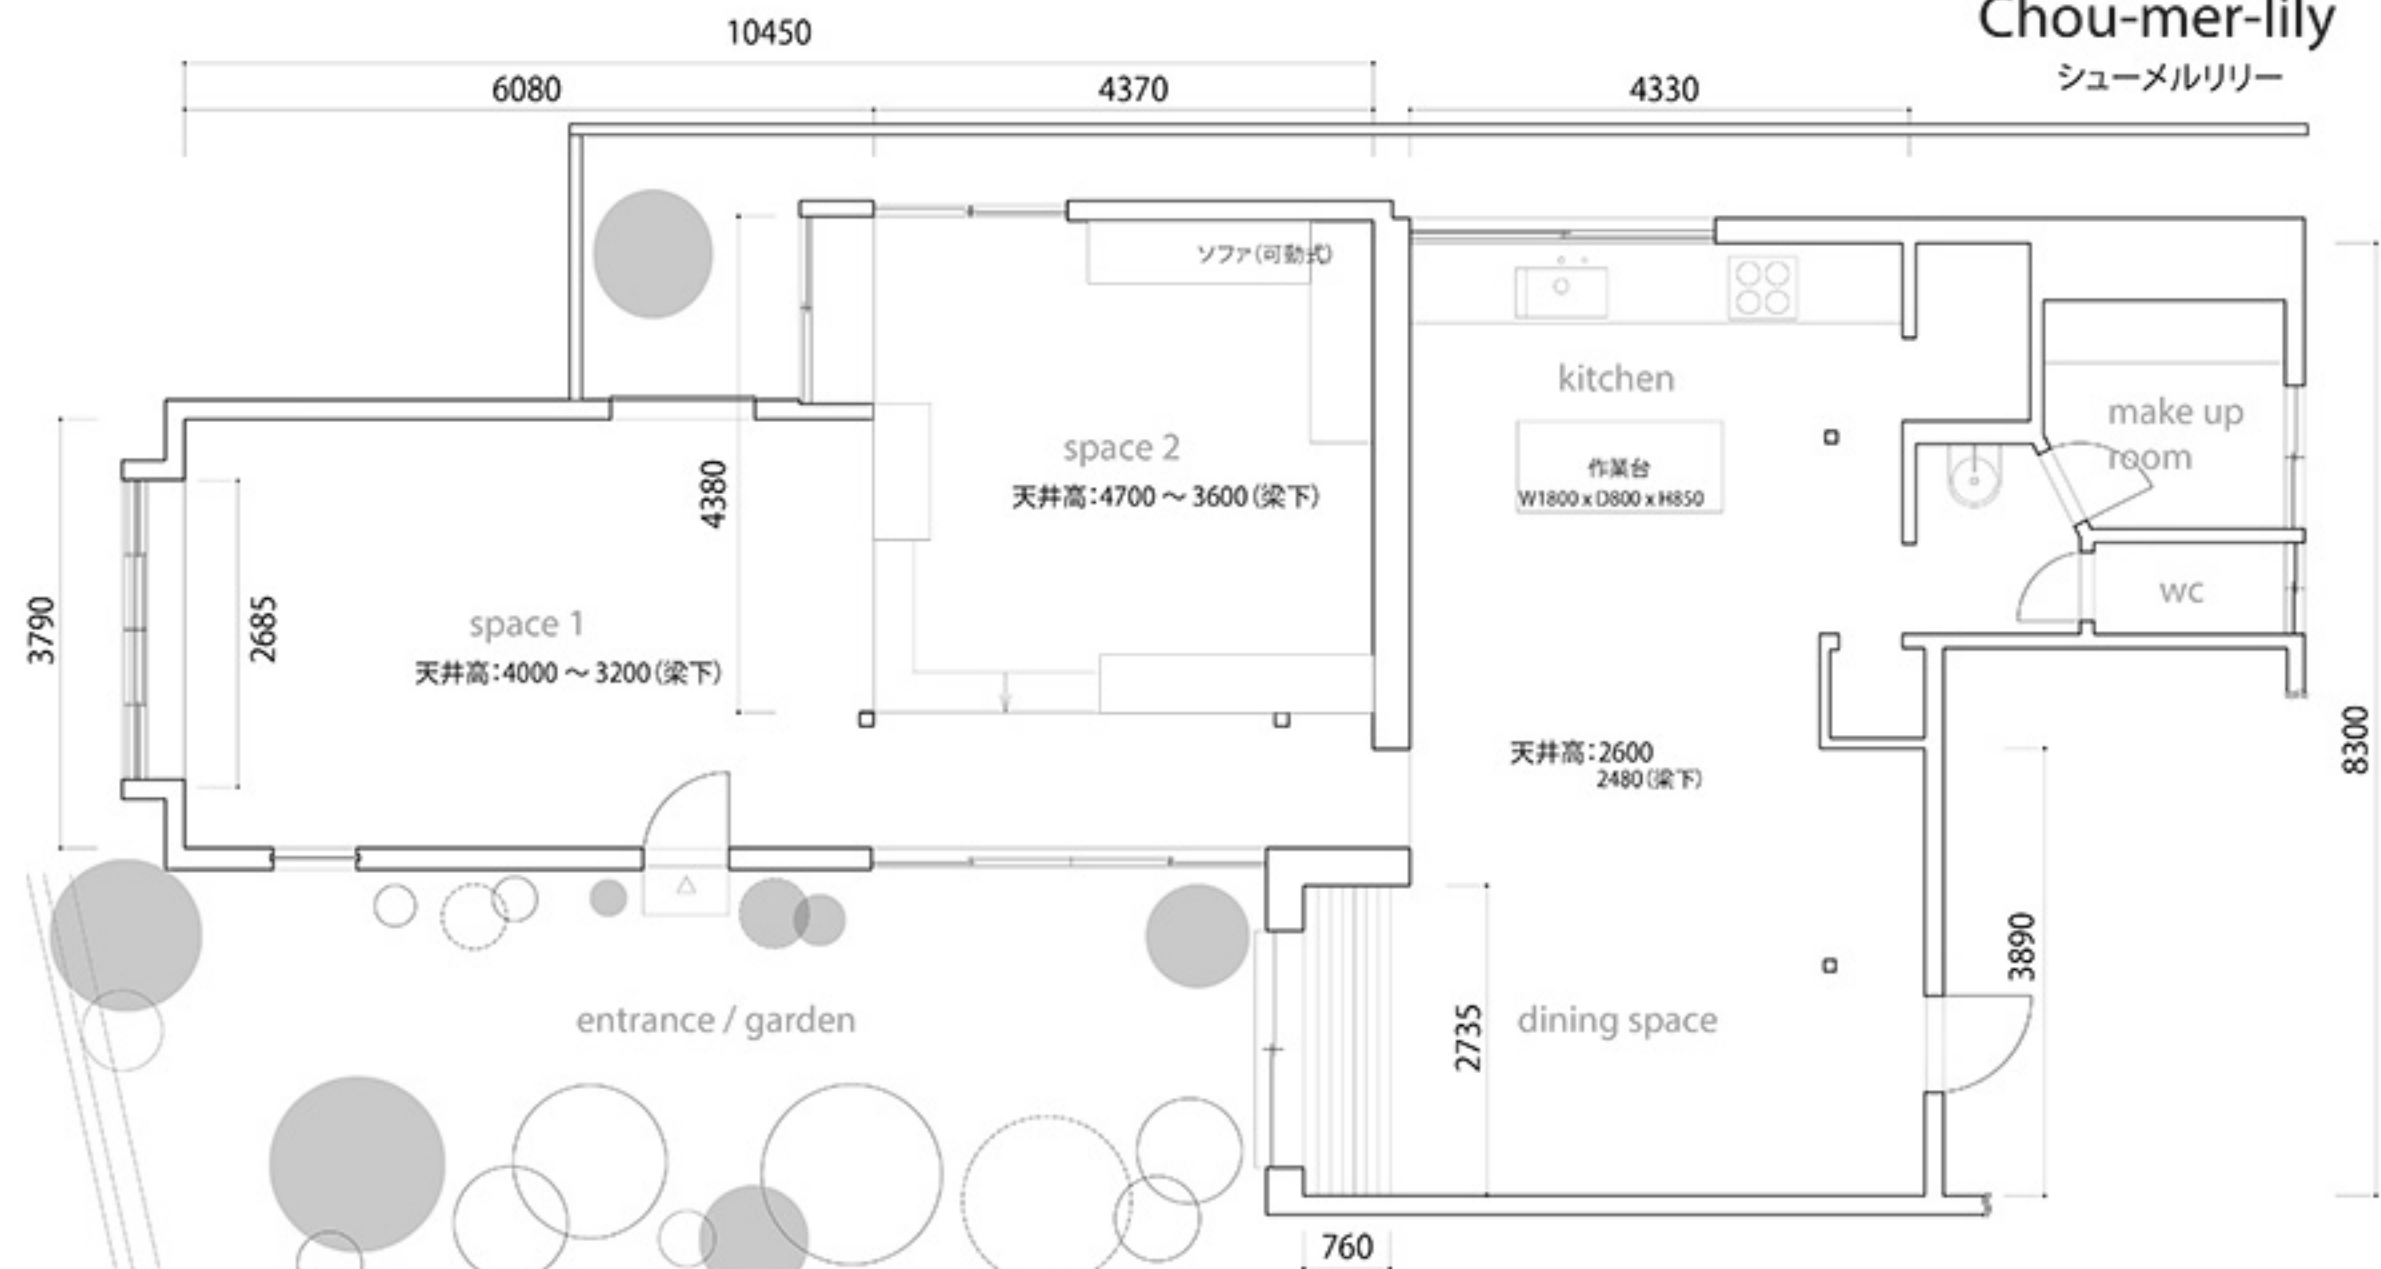 Chou-mer-lily
シューメルリリー
10450
6080
4370
4330
ソファ(可動式)
kitchen
make up
room
space 2
天井高:4700 ～ 3600(梁下)
作業台
W1800 x D800 x H850
4380
wc
3790
2685
space 1
天井高:4000 ～ 3200(梁下)
天井高:2600
2480(梁下)
8300
entrance / garden
dining space
2735
3890
760